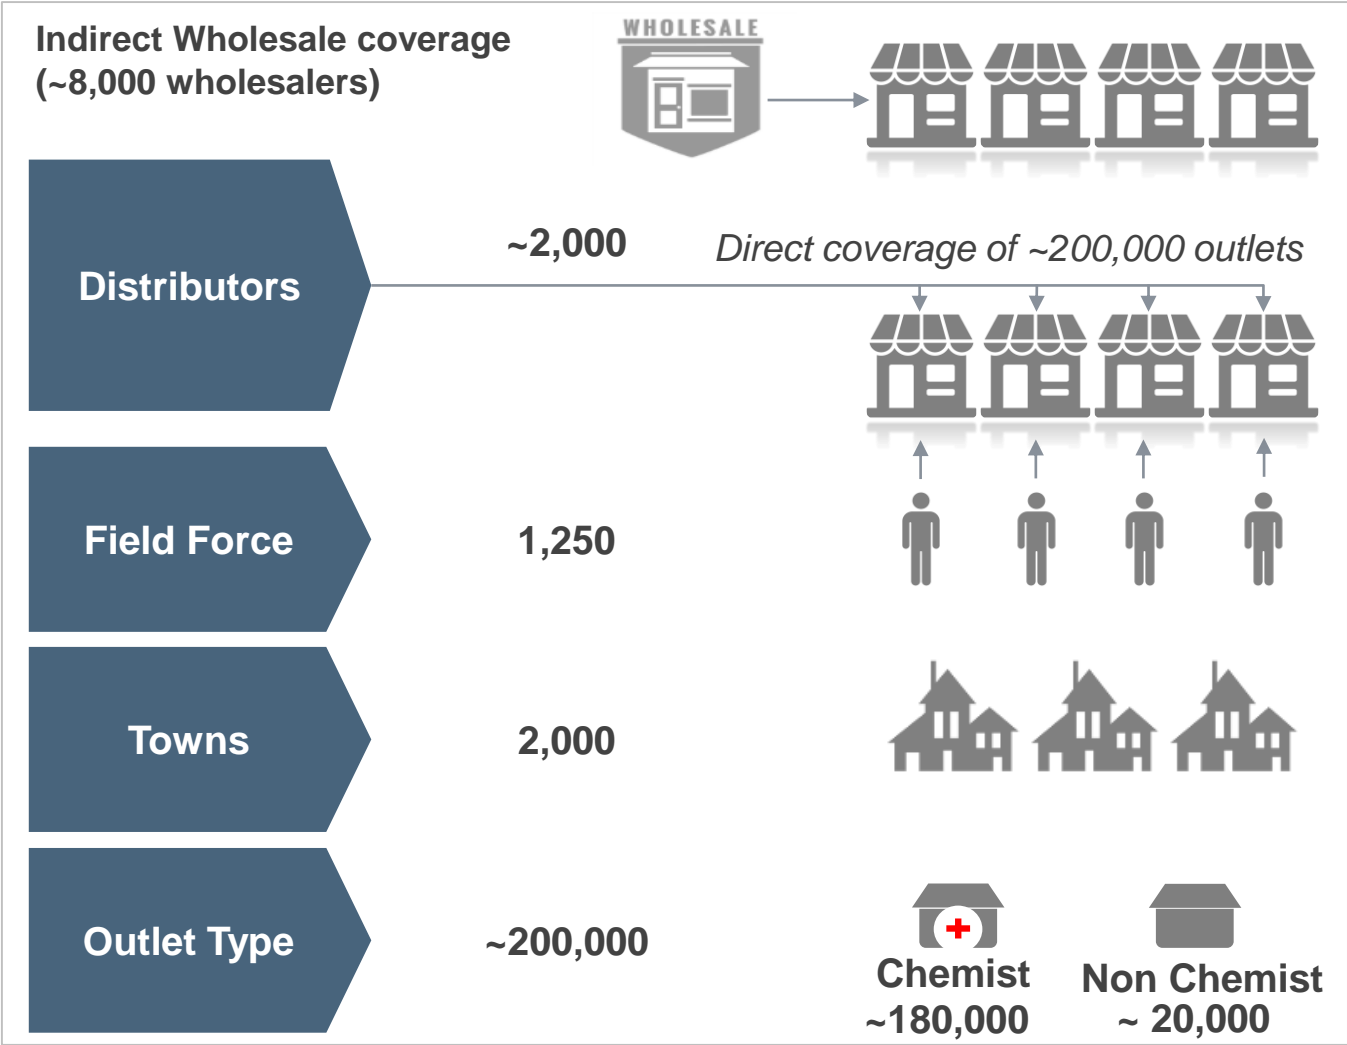 Indirect Wholesale coverage
(~8,000 wholesalers)
WHOLESALE
Distributors
~2,000
Direct coverage of ~200,000 outlets
Field Force
1,250
Towns
2,000
Outlet Type
~200,000
Chemist
~180,000
Non Chemist
~ 20,000